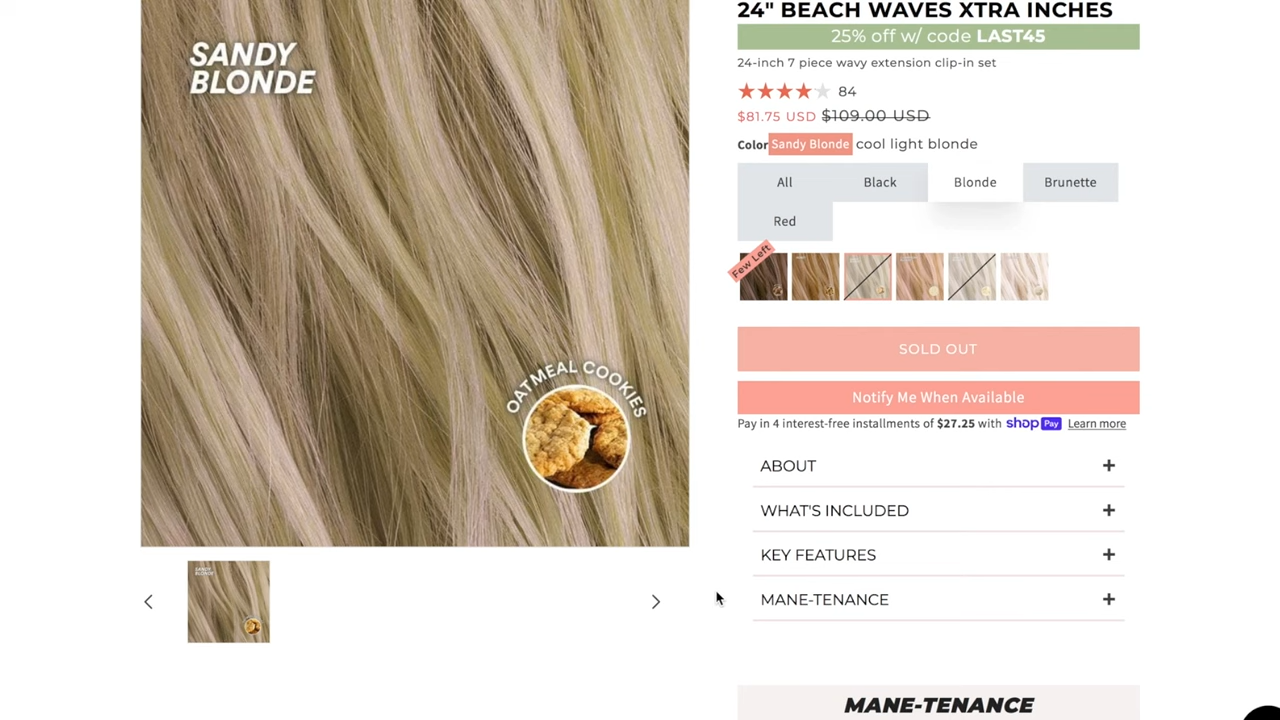 SANDY
BLONDE
OATMEAL COOKIES
SANDY
BLONDE
24" BEACH WAVES XTRA INCHES
25% off w/ code LAST45
24-inch 7 piece wavy extension clip-in set
84
$81.75 USD $109.00 USD
Color Sandy Blonde cool light blonde
All Black Blonde Brunette
Red
Few Left
SOLD OUT
Notify Me When Available
Pay in 4 interest-free installments of $27.25 with shop Pay Learn more
ABOUT +
WHAT'S INCLUDED +
KEY FEATURES +
MANE-TENANCE +
MANE-TENANCE